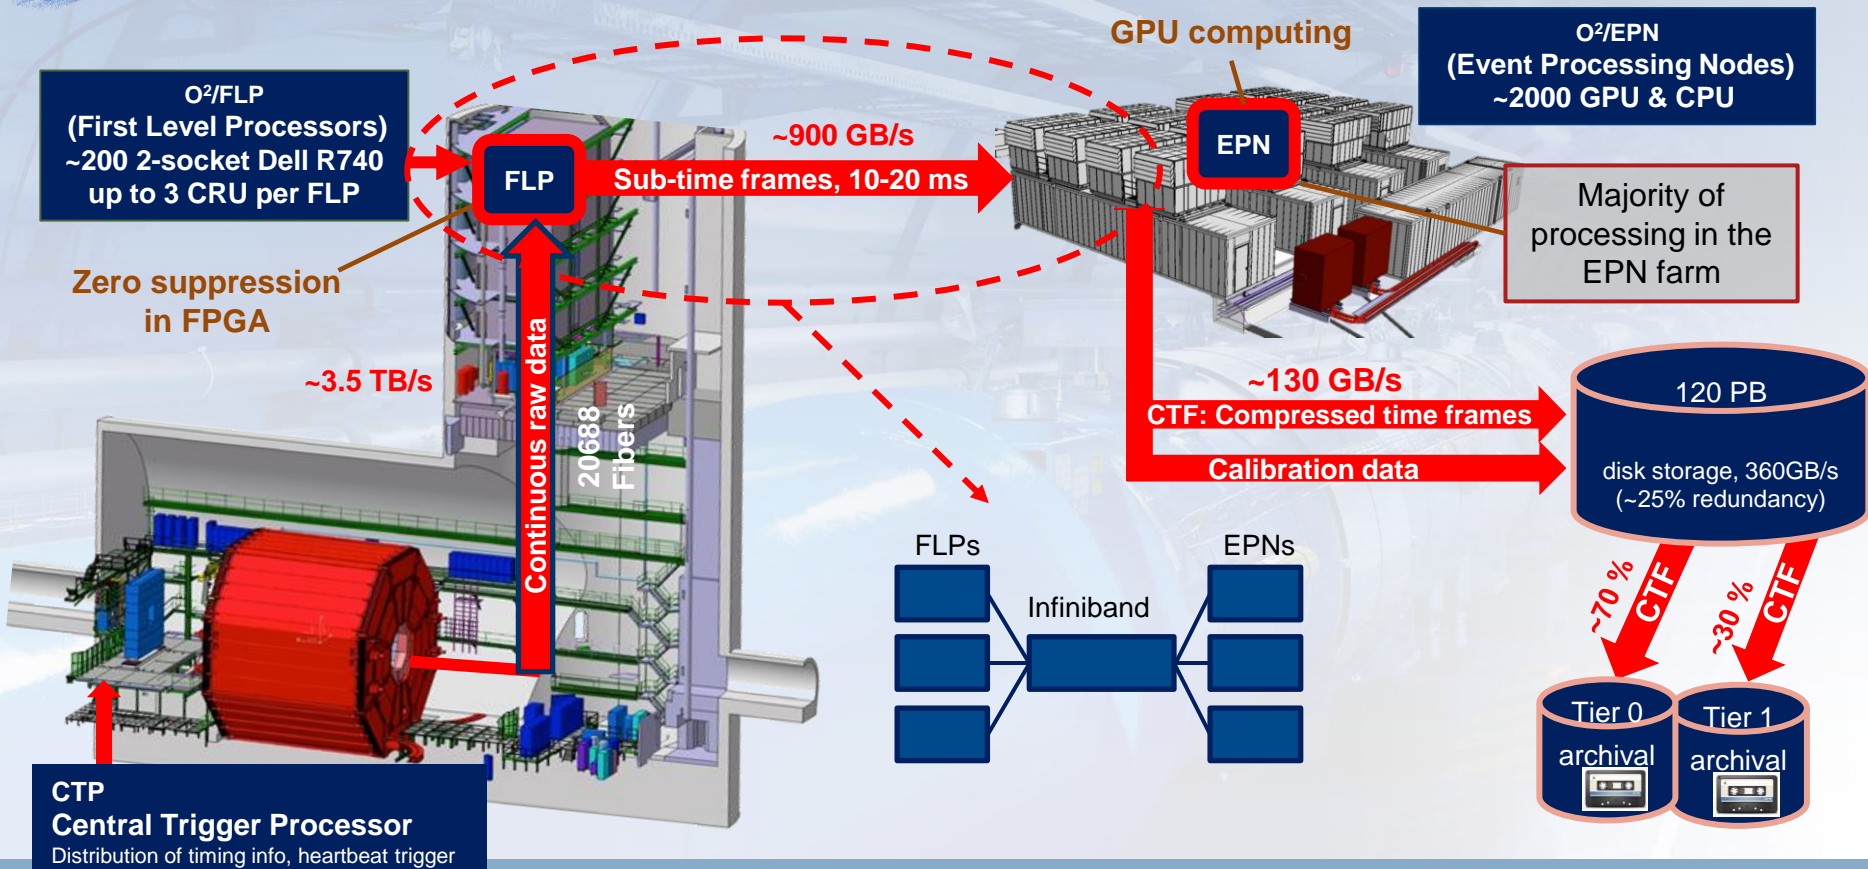 GPU computing
O²/EPN
(Event Processing Nodes)
~2000 GPU & CPU
O²/FLP
(First Level Processors)
~200 2-socket Dell R740
up to 3 CRU per FLP
~900 GB/s
EPN
FLP
Sub-time frames, 10-20 ms
Majority of
processing in the
EPN farm
Zero suppression
in FPGA
~3.5 TB/s
Continuous raw data
20688
Fibers
~130 GB/s
CTF: Compressed time frames
Calibration data
120 PB
disk storage, 360GB/s
(~25% redundancy)
FLPs
EPNs
Infiniband
~70 %
CTF
~30 %
CTF
Tier 0
archival
Tier 1
archival
CTP
Central Trigger Processor
Distribution of timing info, heartbeat trigger